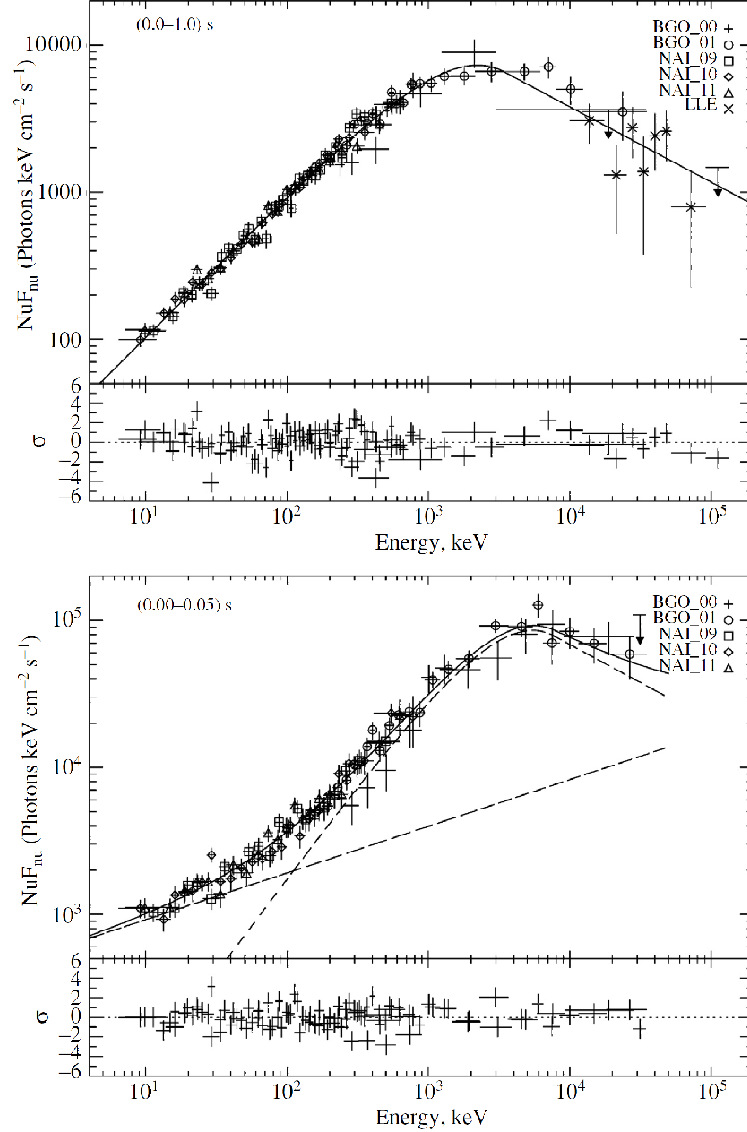 (0.0–1.0) s
BGO_00
BGO_01
NAI_09
NAI_10
NAI_11
LLE
10000
1000
100
NuFnu (Photons keV cm−2 s−1)
6
4
2
0
−2
−4
−6
σ
10^1
10^2
10^3
10^4
10^5
Energy, keV
(0.00–0.05) s
BGO_00
BGO_01
NAI_09
NAI_10
NAI_11
10^5
10^4
10^3
NuFnu (Photons keV cm−2 s−1)
6
4
2
0
−2
−4
−6
σ
10^1
10^2
10^3
10^4
10^5
Energy, keV